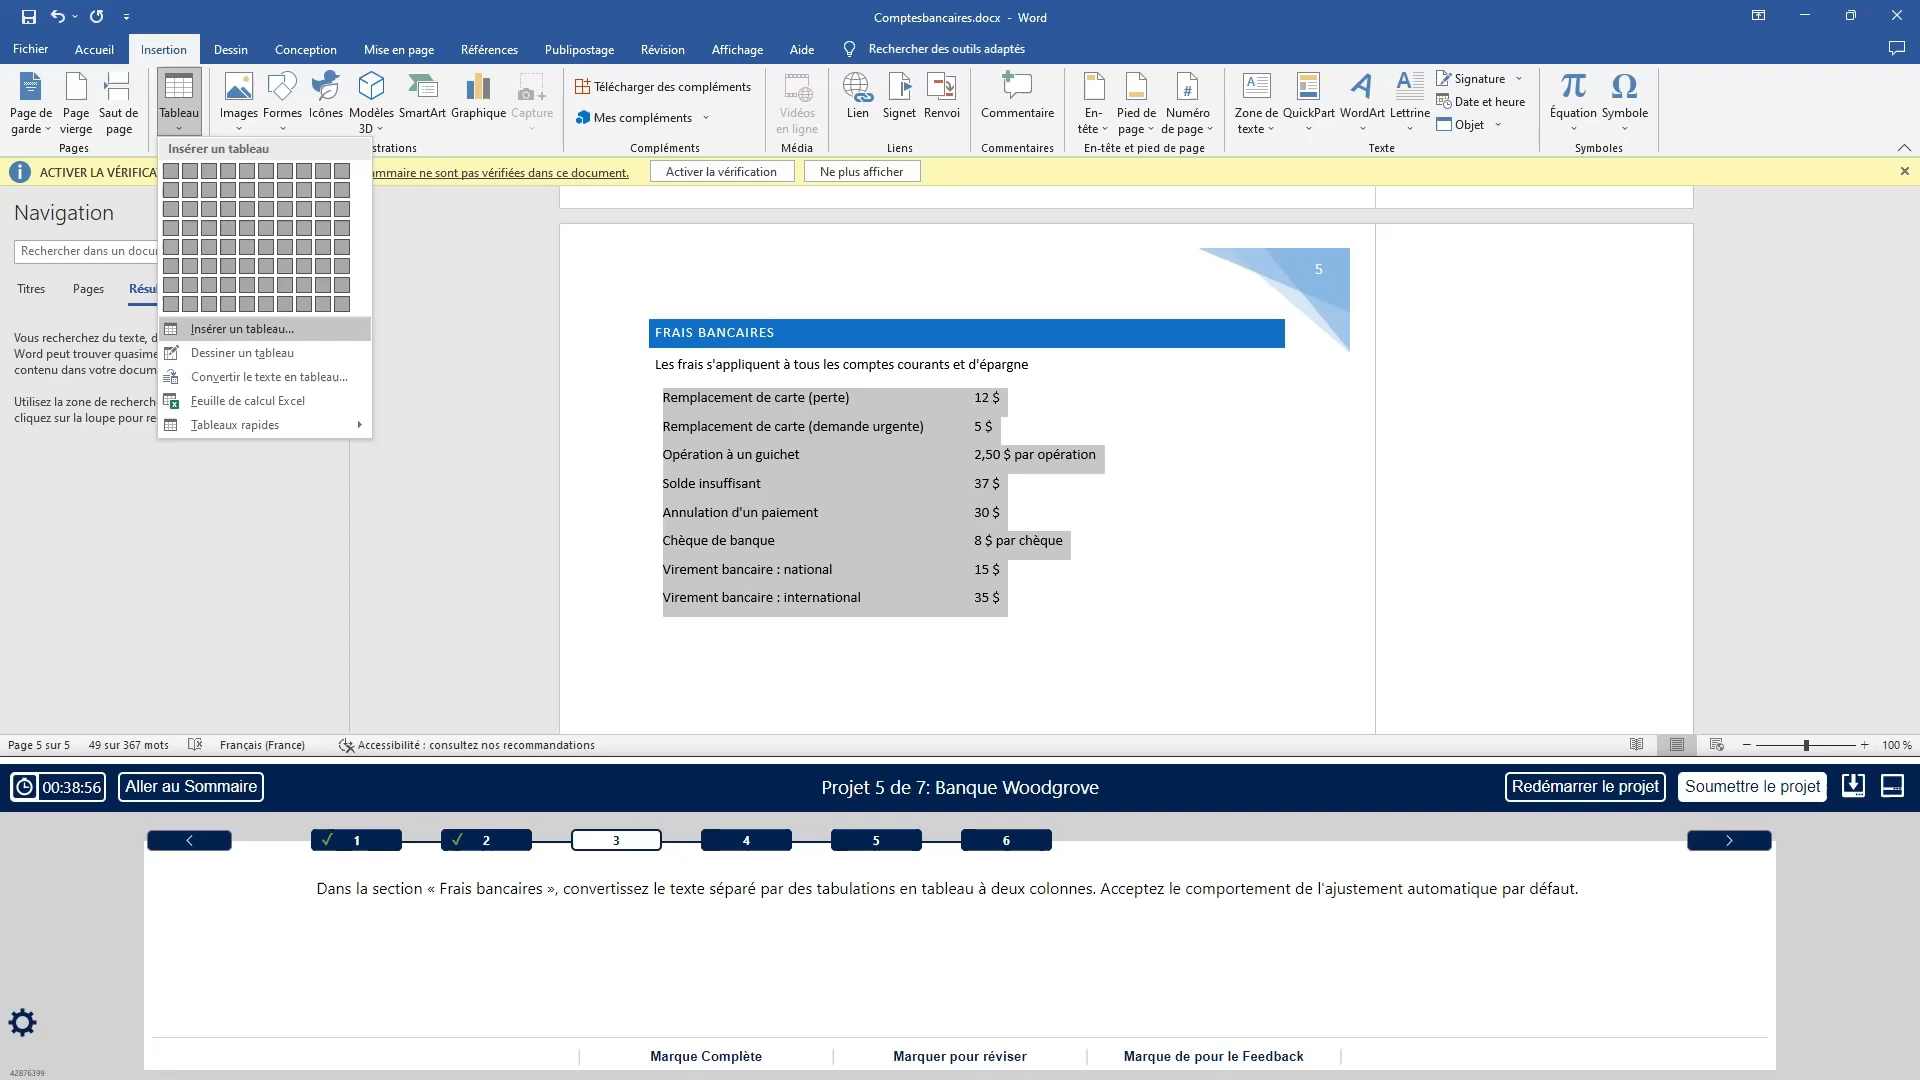 Comptesbancaires.docx - Word
Fichier Accueil Insertion Dessin Conception Mise en page Références Publipostage Révision Affichage Aide Rechercher des outils adaptés
Page de garde
Page vierge
Saut de page
Pages
Tableau
Images
Formes
Icônes
Modèles 3D
SmartArt
Graphique
Capture
strations
Télécharger des compléments
Mes compléments
Compléments
Vidéos en ligne
Média
Lien
Signet
Renvoi
Liens
Commentaire
Commentaires
En-tête
Pied de page
Numéro de page
En-tête et pied de page
Zone de texte
QuickPart
WordArt
Lettrine
Signature
Date et heure
Objet
Texte
Équation
Symbole
Symboles
ACTIVER LA VÉRIFICA
ammaire ne sont pas vérifiées dans ce document.
Activer la vérification
Ne plus afficher
Insérer un tableau
Insérer un tableau...
Dessiner un tableau
Convertir le texte en tableau...
Feuille de calcul Excel
Tableaux rapides
Navigation
Rechercher dans un docu
Titres Pages Résu
Vous recherchez du texte, d
Word peut trouver quasime
contenu dans votre docum
Utilisez la zone de recherch
cliquez sur la loupe pour re
5
FRAIS BANCAIRES
Les frais s'appliquent à tous les comptes courants et d'épargne
Remplacement de carte (perte) 12 $
Remplacement de carte (demande urgente) 5 $
Opération à un guichet 2,50 $ par opération
Solde insuffisant 37 $
Annulation d'un paiement 30 $
Chèque de banque 8 $ par chèque
Virement bancaire : national 15 $
Virement bancaire : international 35 $
Page 5 sur 5 49 sur 367 mots Français (France) Accessibilité : consultez nos recommandations 100 %
00:38:56 Aller au Sommaire Projet 5 de 7: Banque Woodgrove Redémarrer le projet Soumettre le projet
1 2 3 4 5 6
Dans la section « Frais bancaires », convertissez le texte séparé par des tabulations en tableau à deux colonnes. Acceptez le comportement de l'ajustement automatique par défaut.
Marque Complète Marquer pour réviser Marque de pour le Feedback
42876399